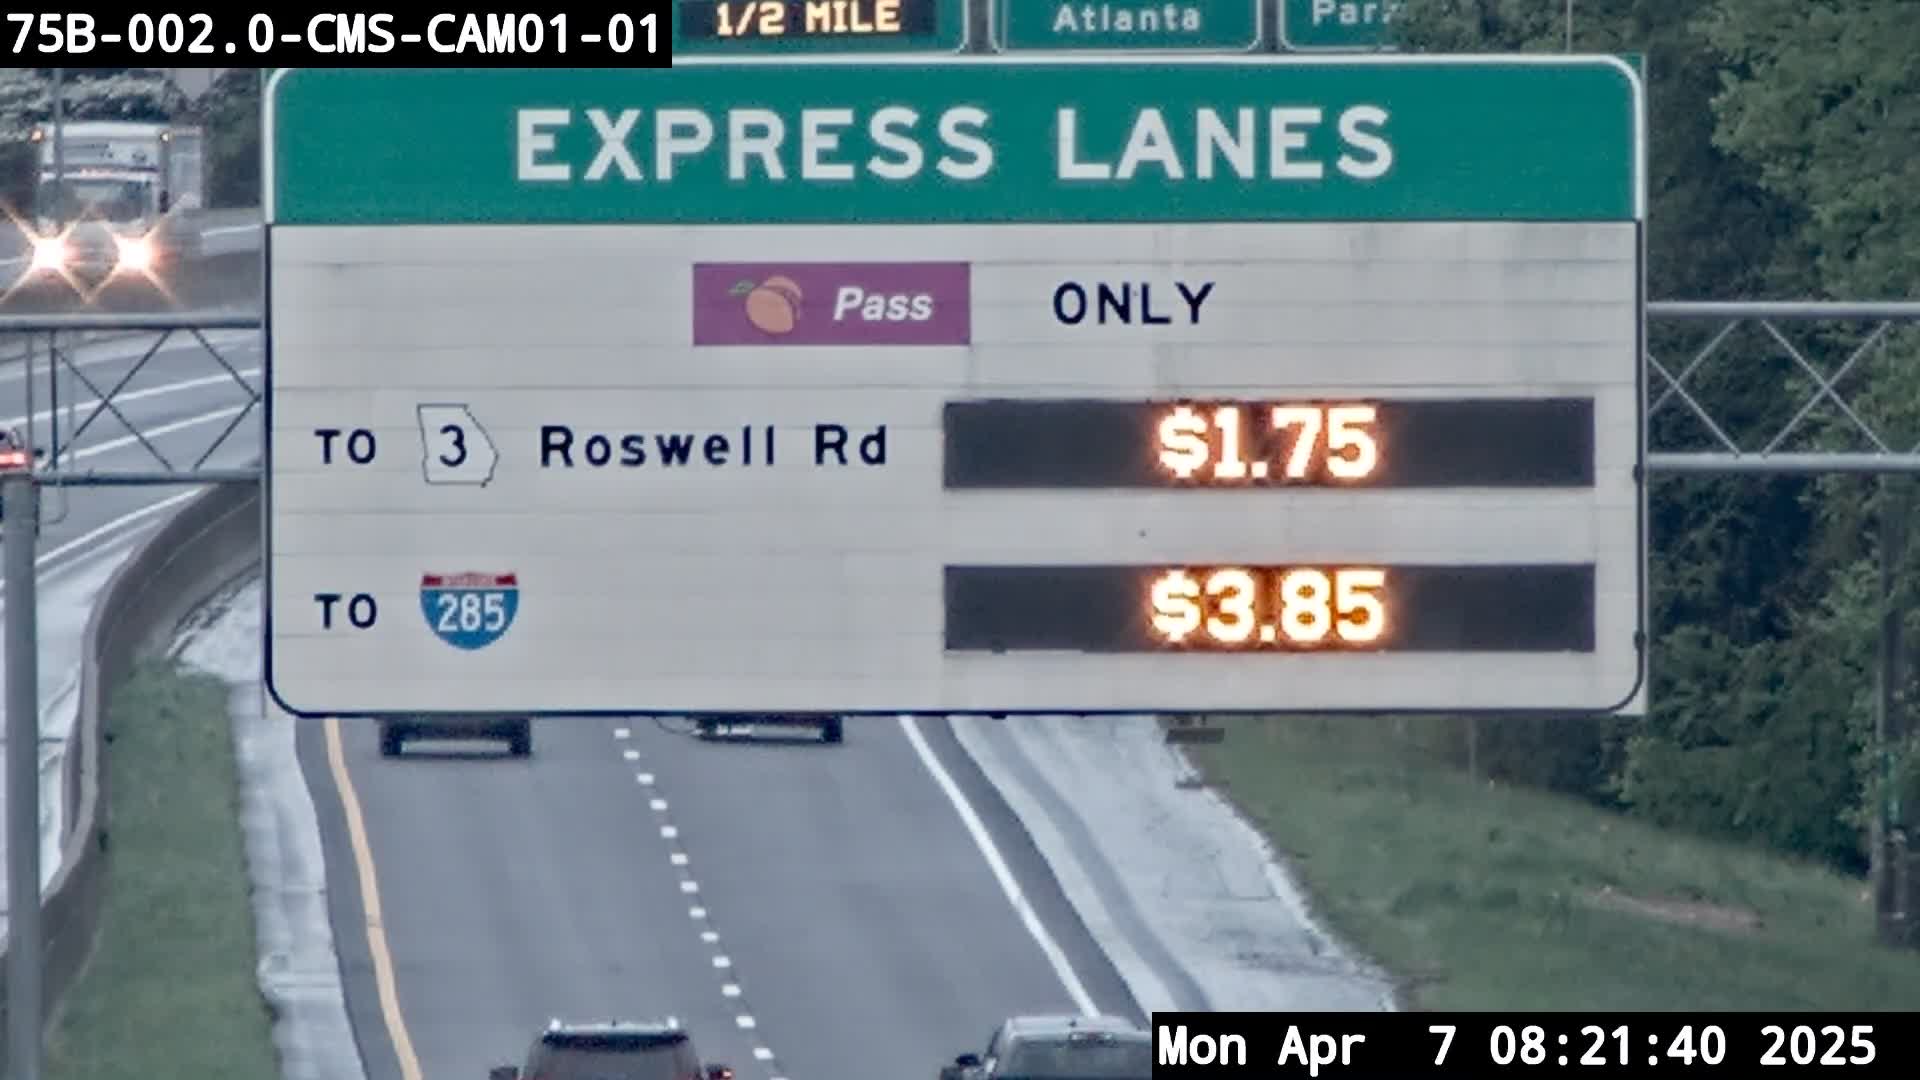 75B-002.0-CMS-CAM01-01
1/2 MILE
Atlanta
EXPRESS LANES
Pass ONLY
TO 3 Roswell Rd $1.75
TO 285 $3.85
Mon Apr 7 08:21:40 2025